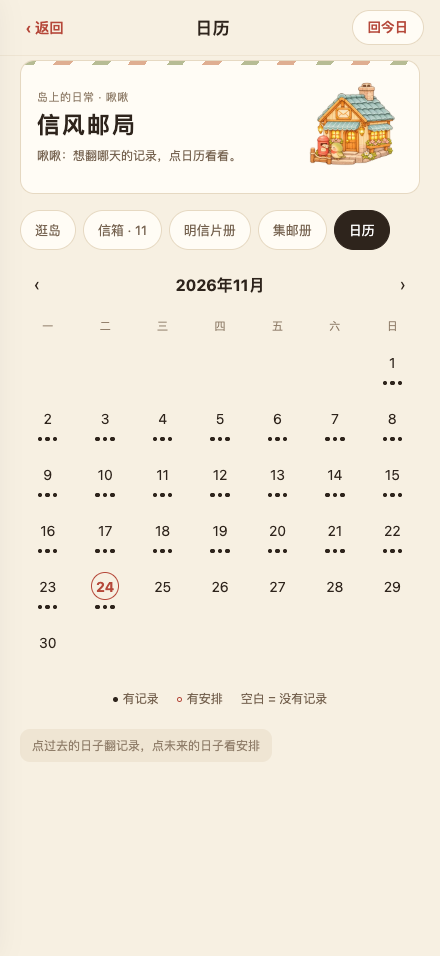 ‹ 返回
日历
回今日
岛上的日常 · 啾啾
信风邮局
啾啾：想翻哪天的记录，点日历看看。
逛岛
信箱 · 11
明信片册
集邮册
日历
‹ 2026年11月 ›
一 二 三 四 五 六 日
1
2 3 4 5 6 7 8
9 10 11 12 13 14 15
16 17 18 19 20 21 22
23 24 25 26 27 28 29
30
有记录 有安排 空白 = 没有记录
点过去的日子翻记录，点未来的日子看安排